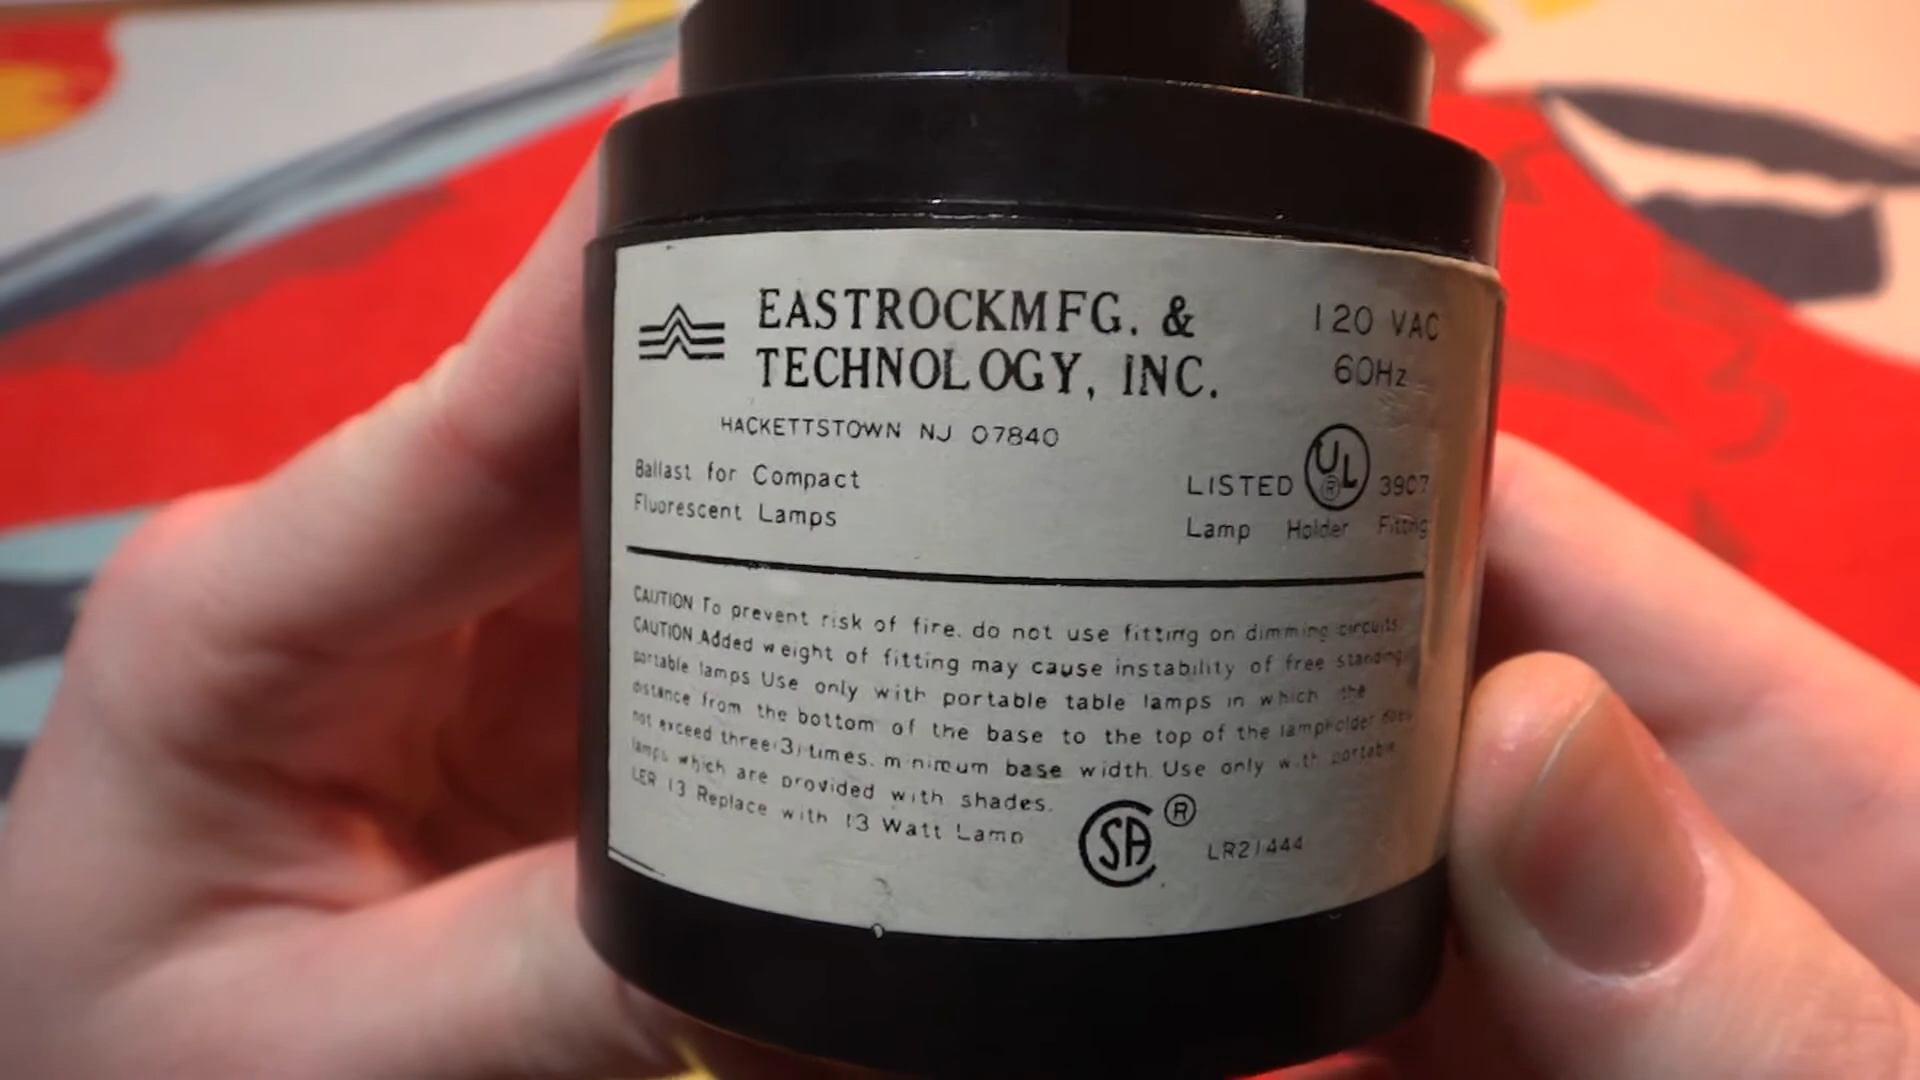 EASTROCKMFG. &
TECHNOLOGY, INC.
120 VAC
60Hz
HACKETTSTOWN NJ 07840
Ballast for Compact
Fluorescent Lamps
LISTED UL ® 3907
Lamp Holder Fitting
CAUTION To prevent risk of fire. do not use fitting on dimming circuits
CAUTION Added weight of fitting may cause instability of free standing
portable lamps Use only with portable table lamps in which the
distance from the bottom of the base to the top of the lampholder does
not exceed three(3) times. minimum base width. Use only with portable
lamps which are provided with shades.
LER 13 Replace with 13 Watt Lamp
SA ® LR21444